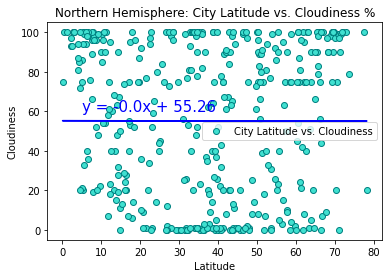 Northern Hemisphere: City Latitude vs. Cloudiness %
100
80
60
40
20
0
Cloudiness
y = -0.0x + 55.26
City Latitude vs. Cloudiness
0 10 20 30 40 50 60 70 80
Latitude